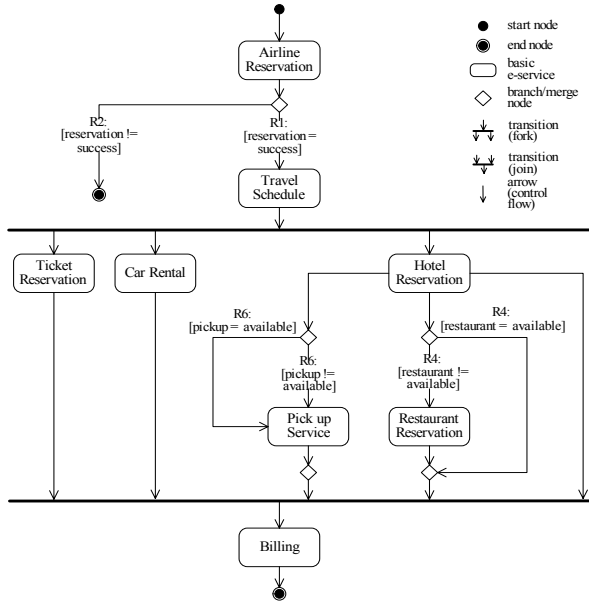 start node
end node
basic
e-service
branch/merge
node
transition
(fork)
transition
(join)
arrow
(control
flow)
Airline
Reservation
R2:
[reservation !=
success]
R1:
[reservation =
success]
Travel
Schedule
Ticket
Reservation
Car Rental
Hotel
Reservation
R6:
[pickup = available]
R4:
[restaurant = available]
R6:
[pickup !=
available]
R4:
[restaurant !=
available]
Pick up
Service
Restaurant
Reservation
Billing